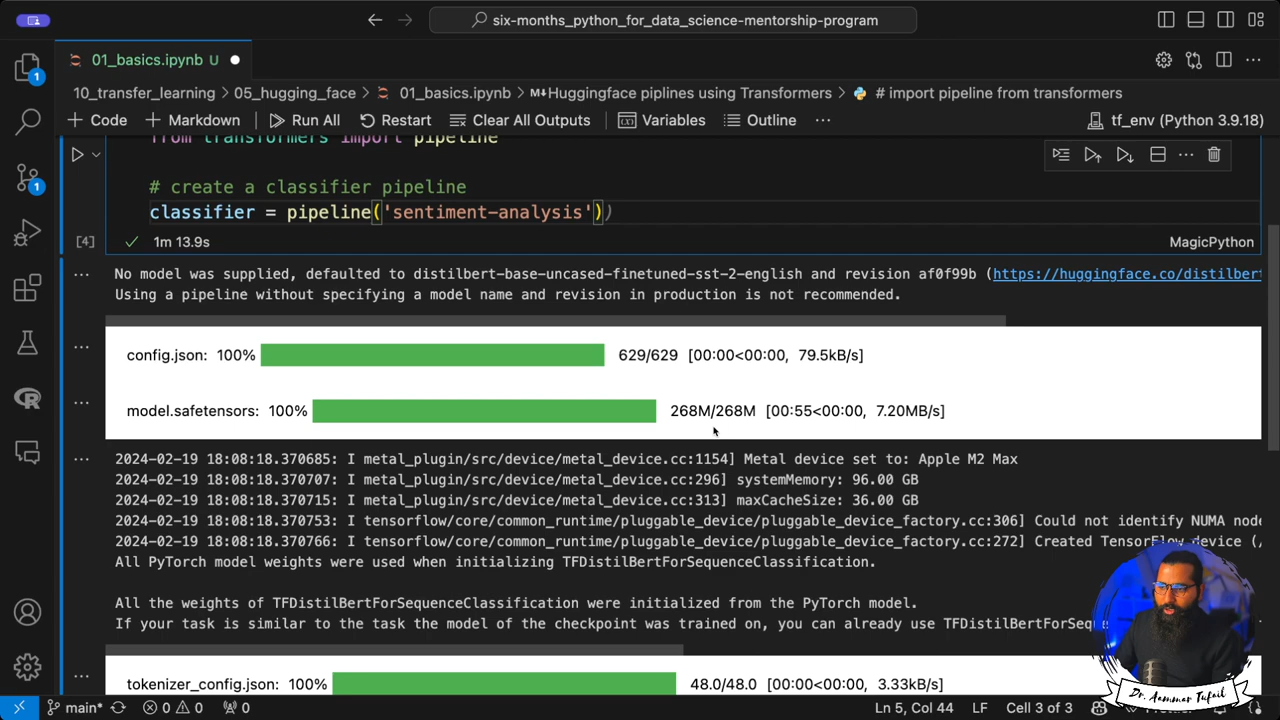 six-months_python_for_data_science-mentorship-program
01_basics.ipynb U
10_transfer_learning > 05_hugging_face > 01_basics.ipynb > M↓Huggingface piplines using Transformers > # import pipeline from transformers
+ Code + Markdown Run All Restart Clear All Outputs Variables Outline ... tf_env (Python 3.9.18)
from transformers import pipeline
# create a classifier pipeline
classifier = pipeline('sentiment-analysis'))
[4] ✓ 1m 13.9s MagicPython
No model was supplied, defaulted to distilbert-base-uncased-finetuned-sst-2-english and revision af0f99b (https://huggingface.co/distilbert
Using a pipeline without specifying a model name and revision in production is not recommended.
config.json: 100% 629/629 [00:00<00:00, 79.5kB/s]
model.safetensors: 100% 268M/268M [00:55<00:00, 7.20MB/s]
2024-02-19 18:08:18.370685: I metal_plugin/src/device/metal_device.cc:1154] Metal device set to: Apple M2 Max
2024-02-19 18:08:18.370707: I metal_plugin/src/device/metal_device.cc:296] systemMemory: 96.00 GB
2024-02-19 18:08:18.370715: I metal_plugin/src/device/metal_device.cc:313] maxCacheSize: 36.00 GB
2024-02-19 18:08:18.370753: I tensorflow/core/common_runtime/pluggable_device/pluggable_device_factory.cc:306] Could not identify NUMA node
2024-02-19 18:08:18.370766: I tensorflow/core/common_runtime/pluggable_device/pluggable_device_factory.cc:272] Created TensorFlow device (/
All PyTorch model weights were used when initializing TFDistilBertForSequenceClassification.
All the weights of TFDistilBertForSequenceClassification were initialized from the PyTorch model.
If your task is similar to the task the model of the checkpoint was trained on, you can already use TFDistilBertForSequ
tokenizer_config.json: 100% 48.0/48.0 [00:00<00:00, 3.33kB/s]
Dr. Aammar Tufail
main* 0 0 0 Ln 5, Col 44 LF Cell 3 of 3
1
1